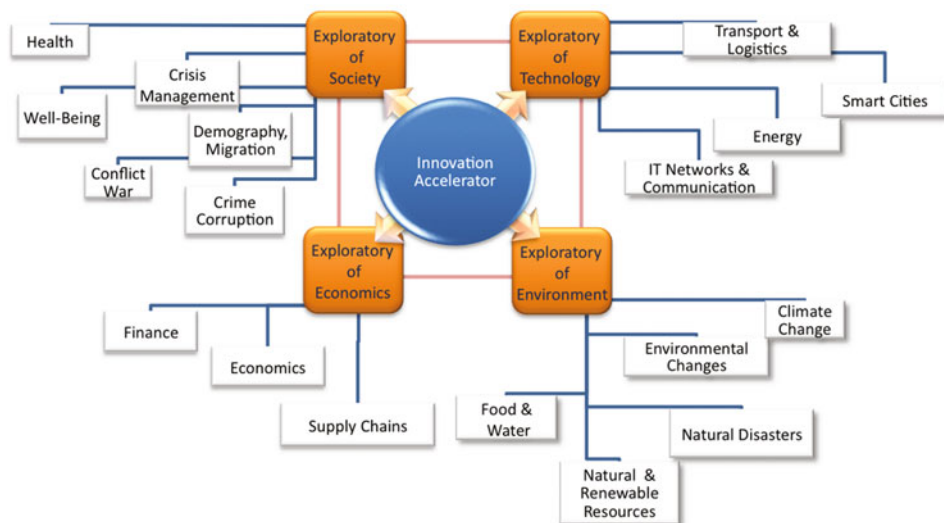 Exploratory
of
Society
Exploratory
of
Technology
Health
Crisis
Management
Well-Being
Demography,
Migration
Conflict
War
Crime
Corruption
Transport &
Logistics
Smart Cities
Energy
IT Networks &
Communication
Innovation
Accelerator
Exploratory
of
Economics
Exploratory
of
Environment
Finance
Economics
Supply Chains
Climate
Change
Environmental
Changes
Food &
Water
Natural Disasters
Natural &
Renewable
Resources